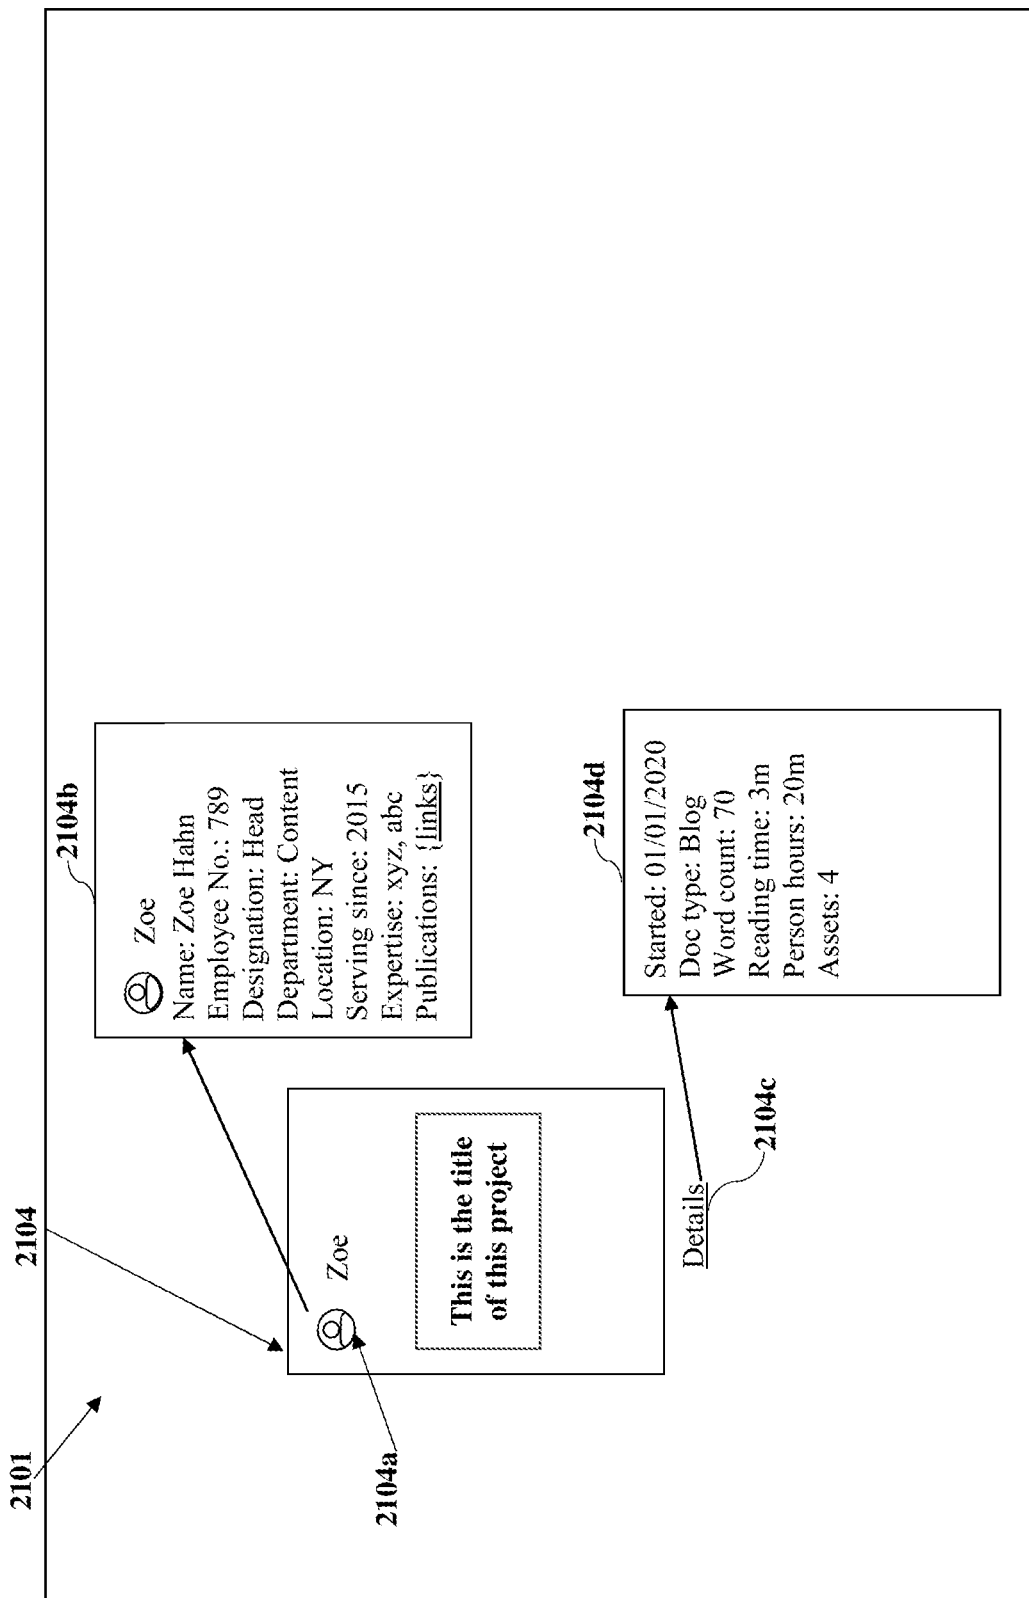 2101
2104
2104a
Zoe
This is the title
of this project
Details
2104c
2104b
Zoe
Name: Zoe Hahn
Employee No.: 789
Designation: Head
Department: Content
Location: NY
Serving since: 2015
Expertise: xyz, abc
Publications: {links}
2104d
Started: 01/01/2020
Doc type: Blog
Word count: 70
Reading time: 3m
Person hours: 20m
Assets: 4